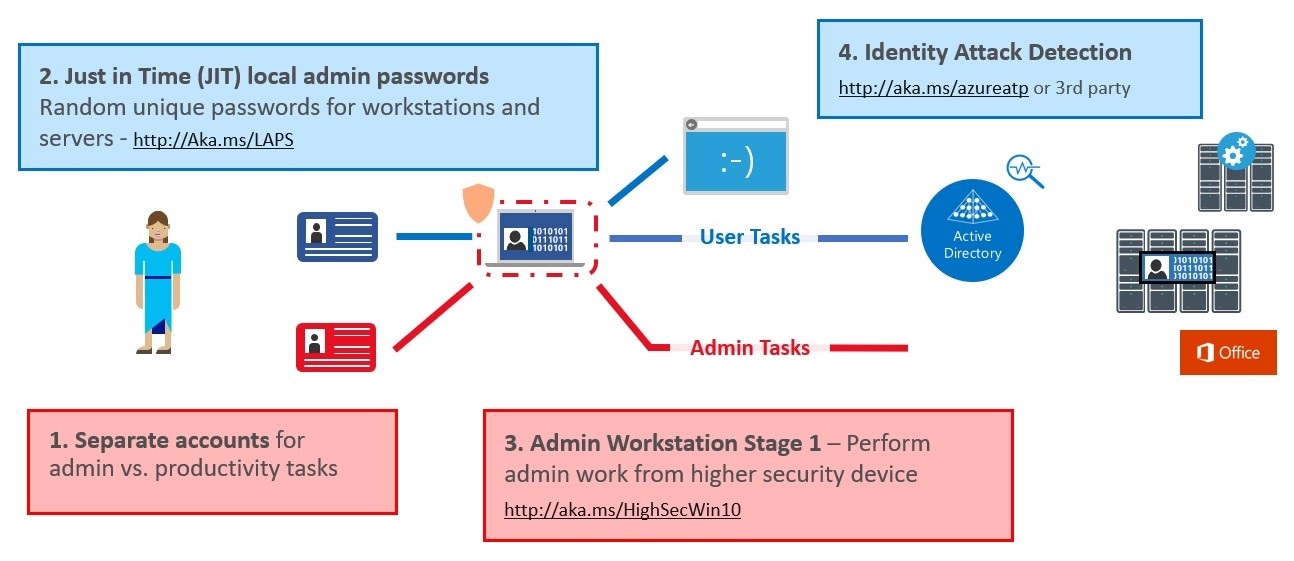 2. Just in Time (JIT) local admin passwords
Random unique passwords for workstations and
servers - http://Aka.ms/LAPS
4. Identity Attack Detection
http://aka.ms/azureatp or 3rd party
:-)
1010101
0111011
1010101
User Tasks
Active
Directory
1010101
1011101
0101010
Office
Admin Tasks
1. Separate accounts for
admin vs. productivity tasks
3. Admin Workstation Stage 1 – Perform
admin work from higher security device
http://aka.ms/HighSecWin10